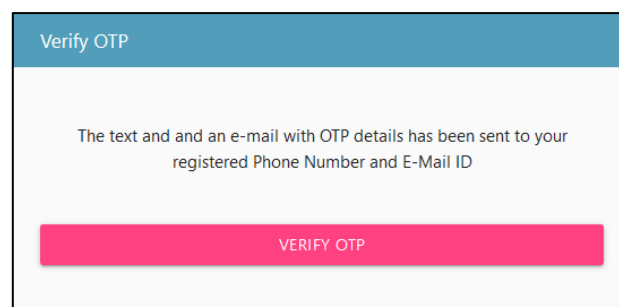 Verify OTP
The text and and an e-mail with OTP details has been sent to your
registered Phone Number and E-Mail ID
VERIFY OTP